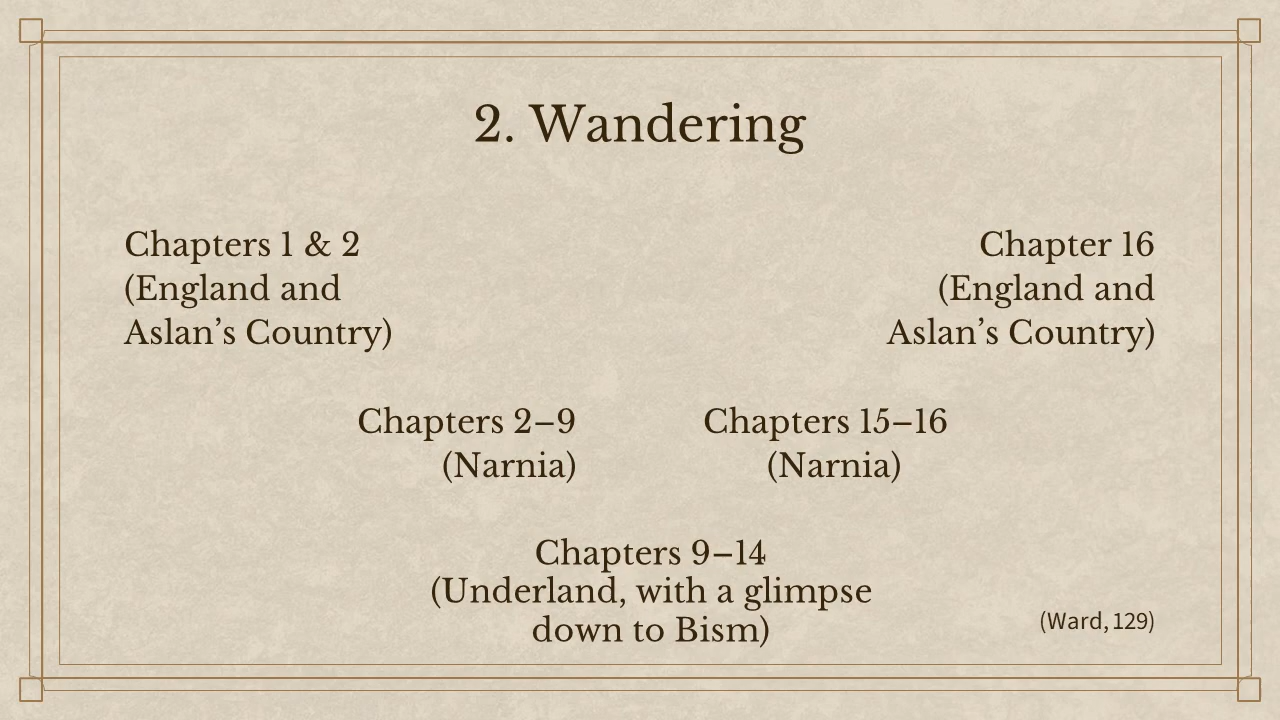 2. Wandering
Chapters 1 & 2
(England and
Aslan’s Country)
Chapter 16
(England and
Aslan’s Country)
Chapters 2–9
(Narnia)
Chapters 15–16
(Narnia)
Chapters 9–14
(Underland, with a glimpse
down to Bism)
(Ward, 129)